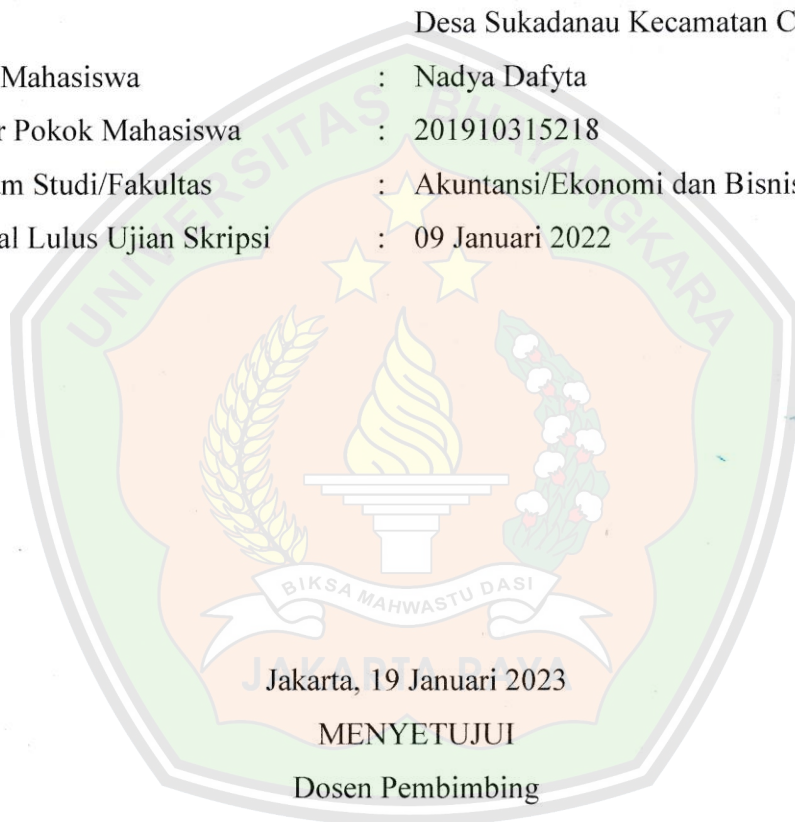 Desa Sukadanau Kecamatan C
Mahasiswa : Nadya Dafyta
r Pokok Mahasiswa : 201910315218
m Studi/Fakultas : Akuntansi/Ekonomi dan Bisnis
al Lulus Ujian Skripsi : 09 Januari 2022
UNIVERSITAS BHAYANGKARA
BIKSA MAHWASTU DASI
JAKARTA RAYA
Jakarta, 19 Januari 2023
MENYETUJUI
Dosen Pembimbing